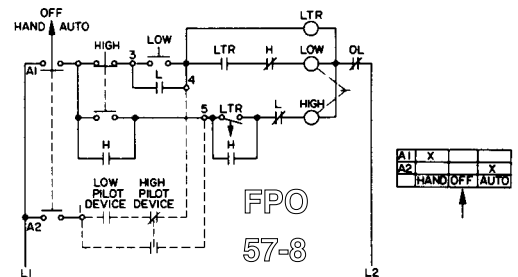 OFF
HAND AUTO
LTR
HIGH
3
LOW
LTR
H
LOW
OL
A1
L
4
5
LTR
L
HIGH
H
H
LOW
PILOT
DEVICE
HIGH
PILOT
DEVICE
A2
FPO
57-8
L1
L2
A1 X
A2 X
HAND OFF AUTO